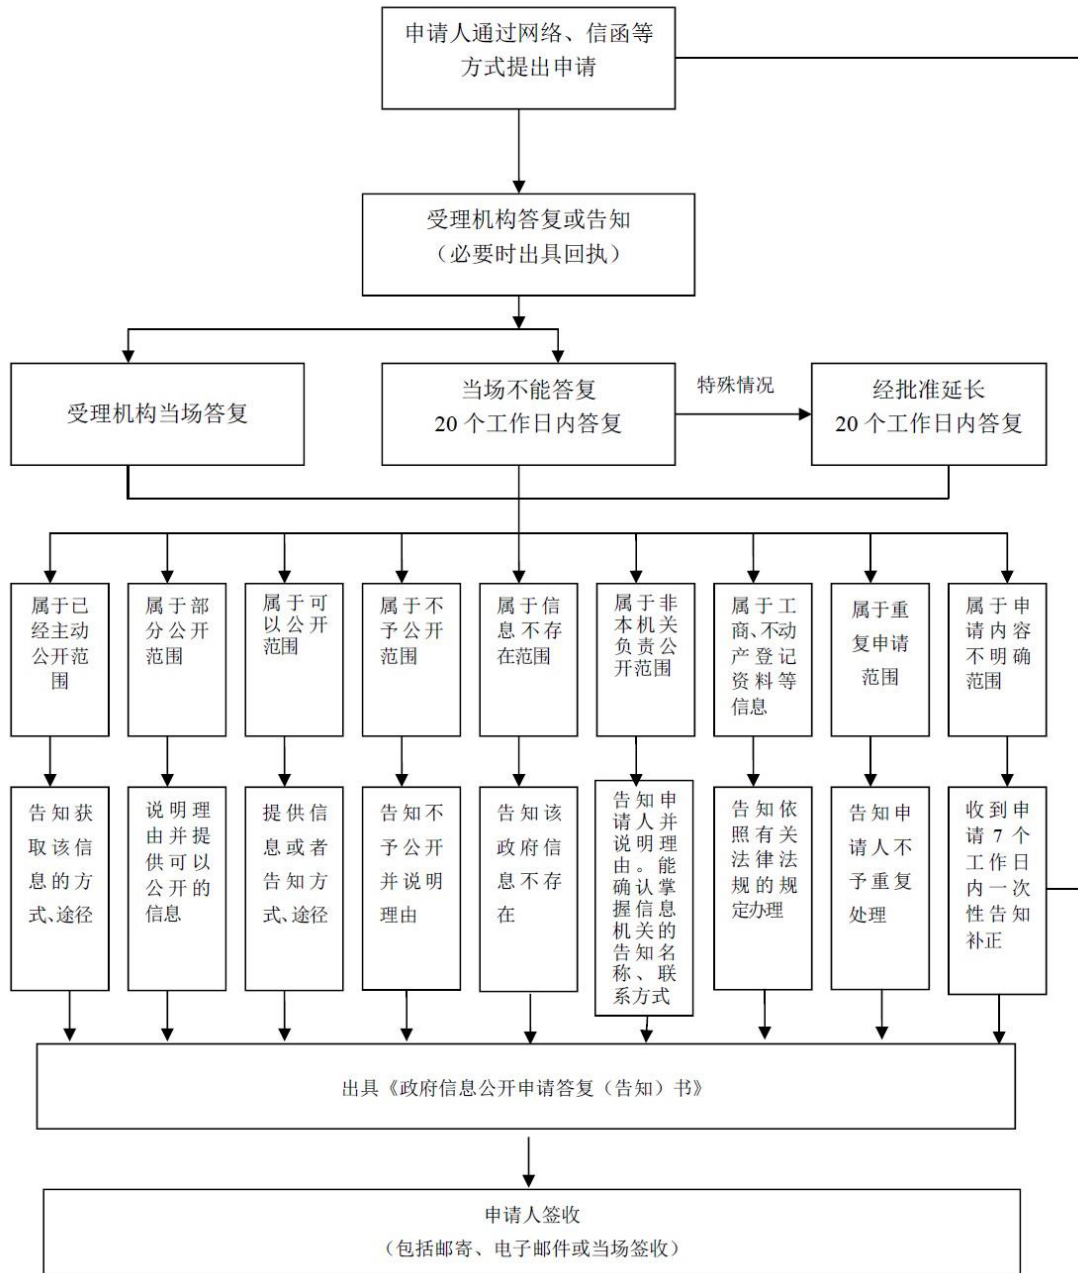 申请人通过网络、信函等
方式提出申请
受理机构答复或告知
（必要时出具回执）
受理机构当场答复
当场不能答复
20 个工作日内答复
特殊情况
经批准延长
20 个工作日内答复
属于已
经主动
公开范
围
属于部
分公开
范围
属于可
以公开
范围
属于不
予公开
范围
属于信
息不存
在范围
属于非
本机关
负责公
开范围
属于工
商、不动
产登记
资料等
信息
属于重
复申请
范围
属于申
请内容
不明确
范围
告知获
取该信
息的方
式、途径
说明理
由并提
供可以
公开的
信息
提供信
息或者
告知方
式、途径
告知不
予公开
并说明
理由
告知该
政府信
息不存
在
告知申
请人并
说明理
由。能
确认掌
握信息
机关的
告知名
称、联
系方式
告知依
照有关
法律法
规的规
定办理
告知申
请人不
予重复
处理
收到申
请 7 个
工作日
内一次
性告知
补正
出具《政府信息公开申请答复（告知）书》
申请人签收
（包括邮寄、电子邮件或当场签收）